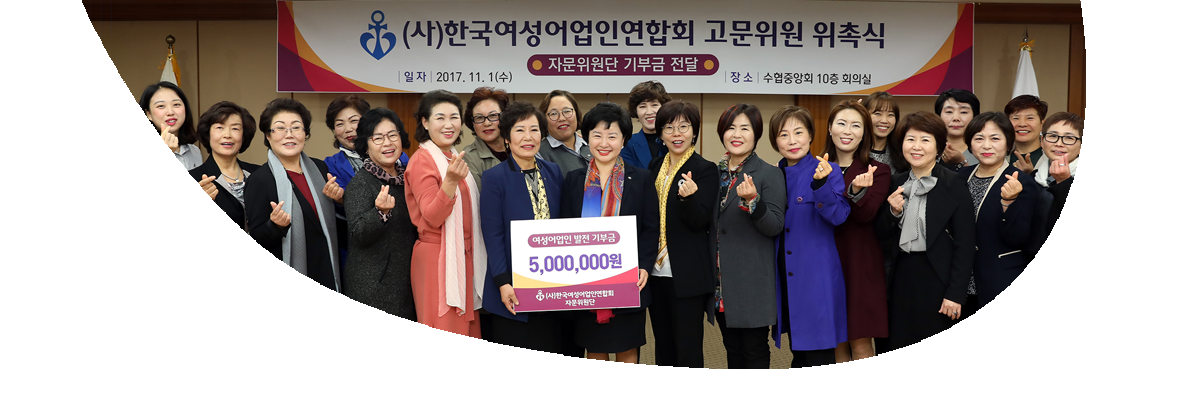 (사)한국여성어업인연합회 고문위원 위촉식
자문위원단 기부금 전달
일 자 2017. 11. 1(수)
장 소 수협중앙회 10층 회의실
여성어업인 발전 기부금
5,000,000원
(사)한국여성어업인연합회
자문위원단